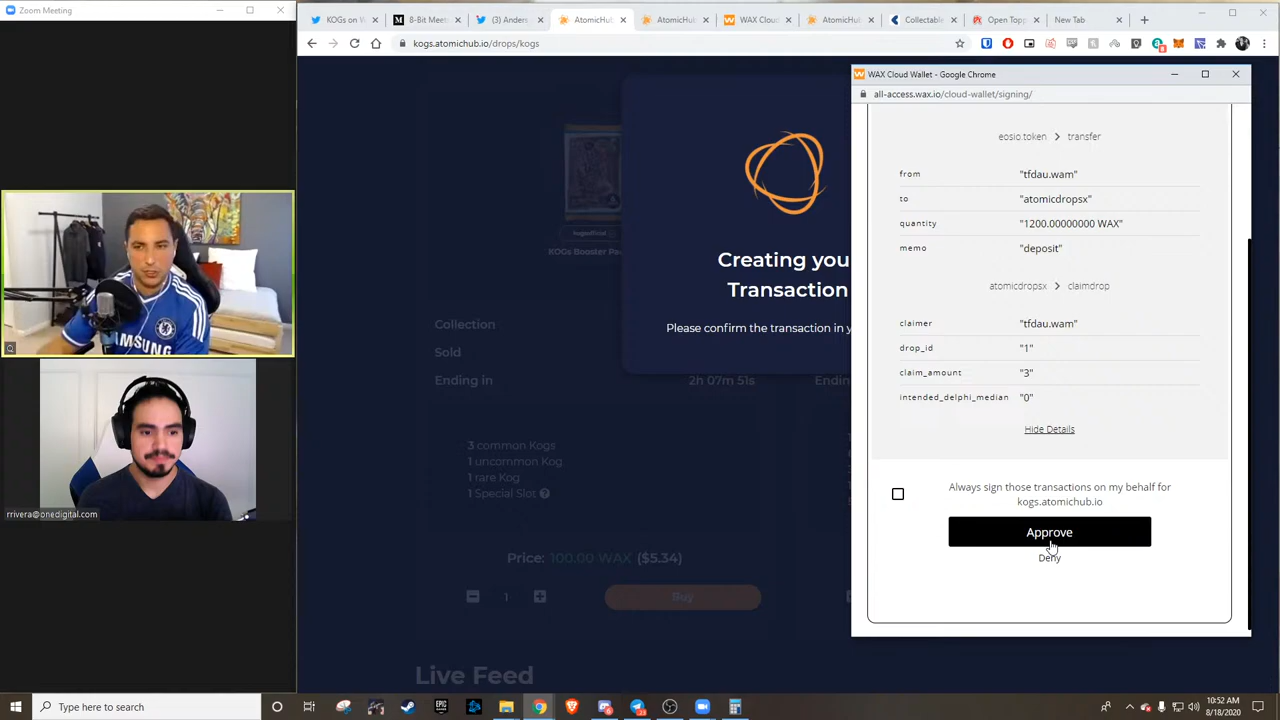 Zoom Meeting
KOGs on W
8-Bit Meets
(3) Anders
AtomicHub
AtomicHub
WAX Cloud
AtomicHub
Collectable
Open Topp
New Tab
kogs.atomichub.io/drops/kogs
WAX Cloud Wallet - Google Chrome
all-access.wax.io/cloud-wallet/signing/
eosio.token > transfer
from "tfdau.wam"
to "atomicdropsx"
quantity "1200.00000000 WAX"
memo "deposit"
atomicdropsx > claimdrop
claimer "tfdau.wam"
drop_id "1"
claim_amount "3"
intended_delphi_median "0"
Hide Details
Always sign those transactions on my behalf for
kogs.atomichub.io
Approve
Deny
Creating you
Transaction
Please confirm the transaction in y
KOGs Booster Pa
Collection
Sold
Ending in 2h 07m 51s
Ending
3 common Kogs
1 uncommon Kog
1 rare Kog
1 Special Slot
Price: 100.00 WAX ($5.34)
1
Buy
Live Feed
SAMSUNG
rrivera@onedigital.com
Type here to search
10:52 AM
8/18/2020